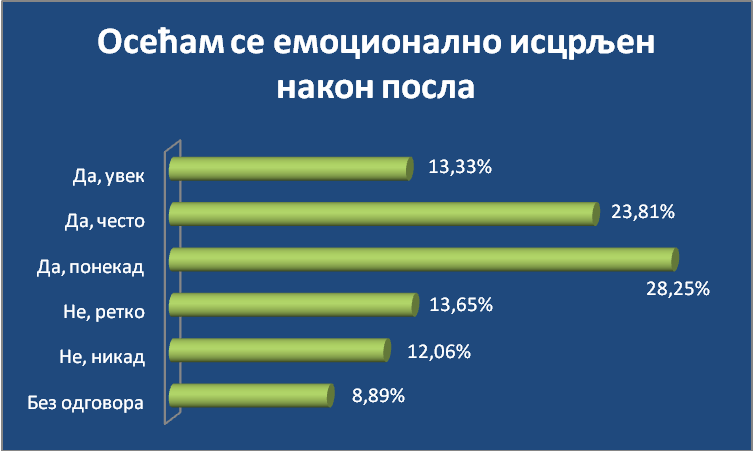 Осећам се емоционално исцрљен
након посла
Да, увек
13,33%
Да, често
23,81%
Да, понекад
28,25%
Не, ретко
13,65%
Не, никад
12,06%
Без одговора
8,89%